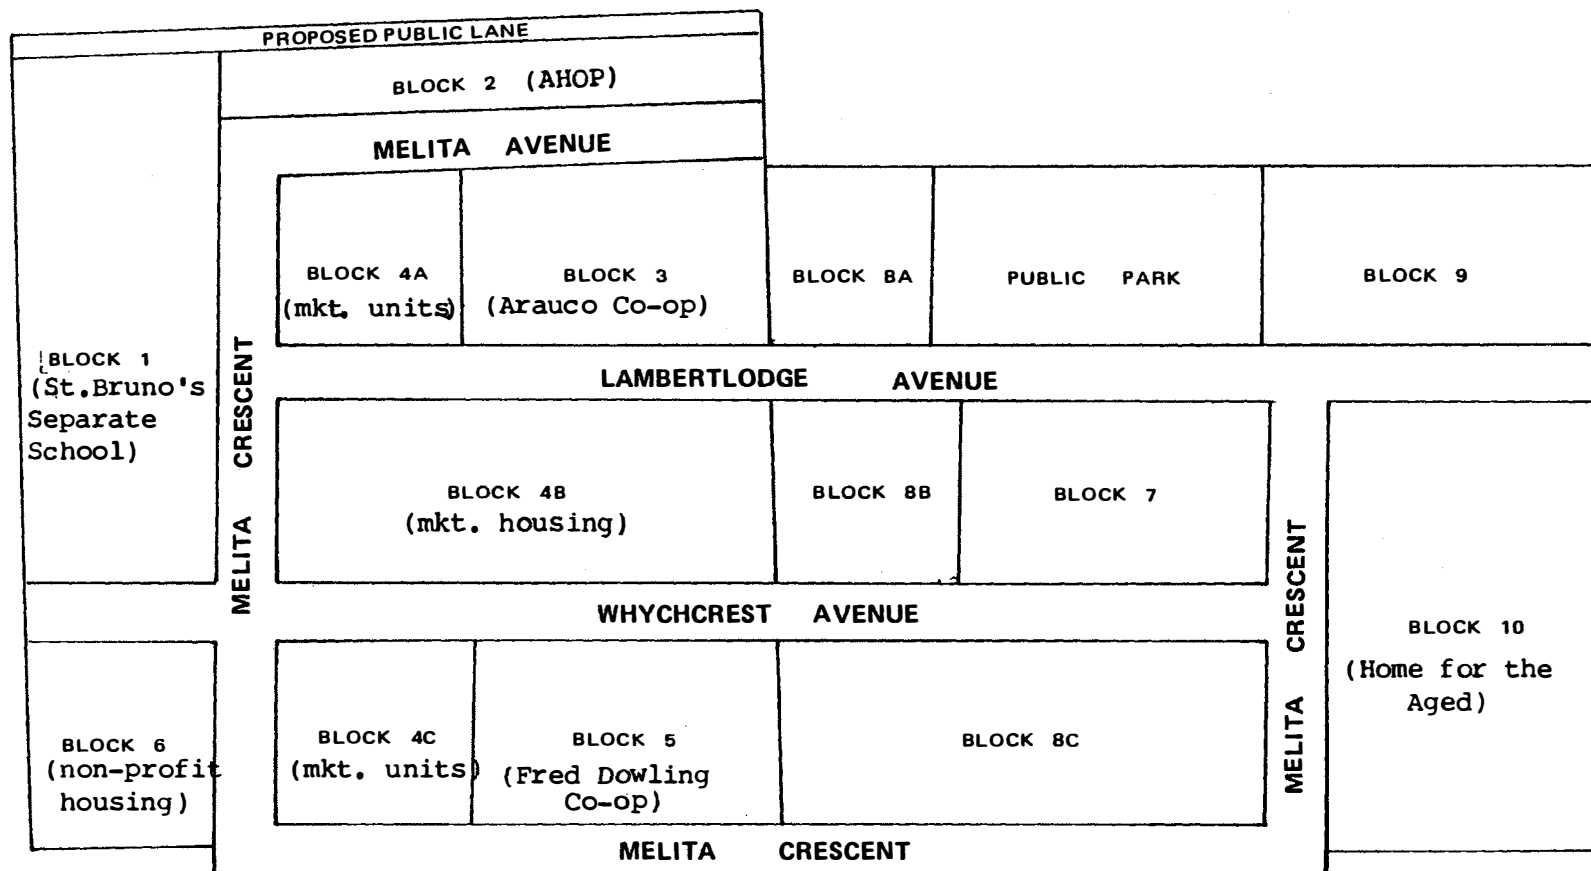 PROPOSED PUBLIC LANE
BLOCK 2 (AHOP)
MELITA AVENUE
BLOCK 4A
(mkt. units)
BLOCK 3
(Arauco Co-op)
BLOCK 8A
PUBLIC PARK
BLOCK 9
BLOCK 1
(St.Bruno's
Separate
School)
MELITA CRESCENT
LAMBERTLODGE AVENUE
BLOCK 4B
(mkt. housing)
BLOCK 8B
BLOCK 7
MELITA CRESCENT
BLOCK 10
(Home for the
Aged)
WHYCHCREST AVENUE
BLOCK 6
(non-profit
housing)
BLOCK 4C
(mkt. units)
BLOCK 5
(Fred Dowling
Co-op)
BLOCK 8C
MELITA CRESCENT